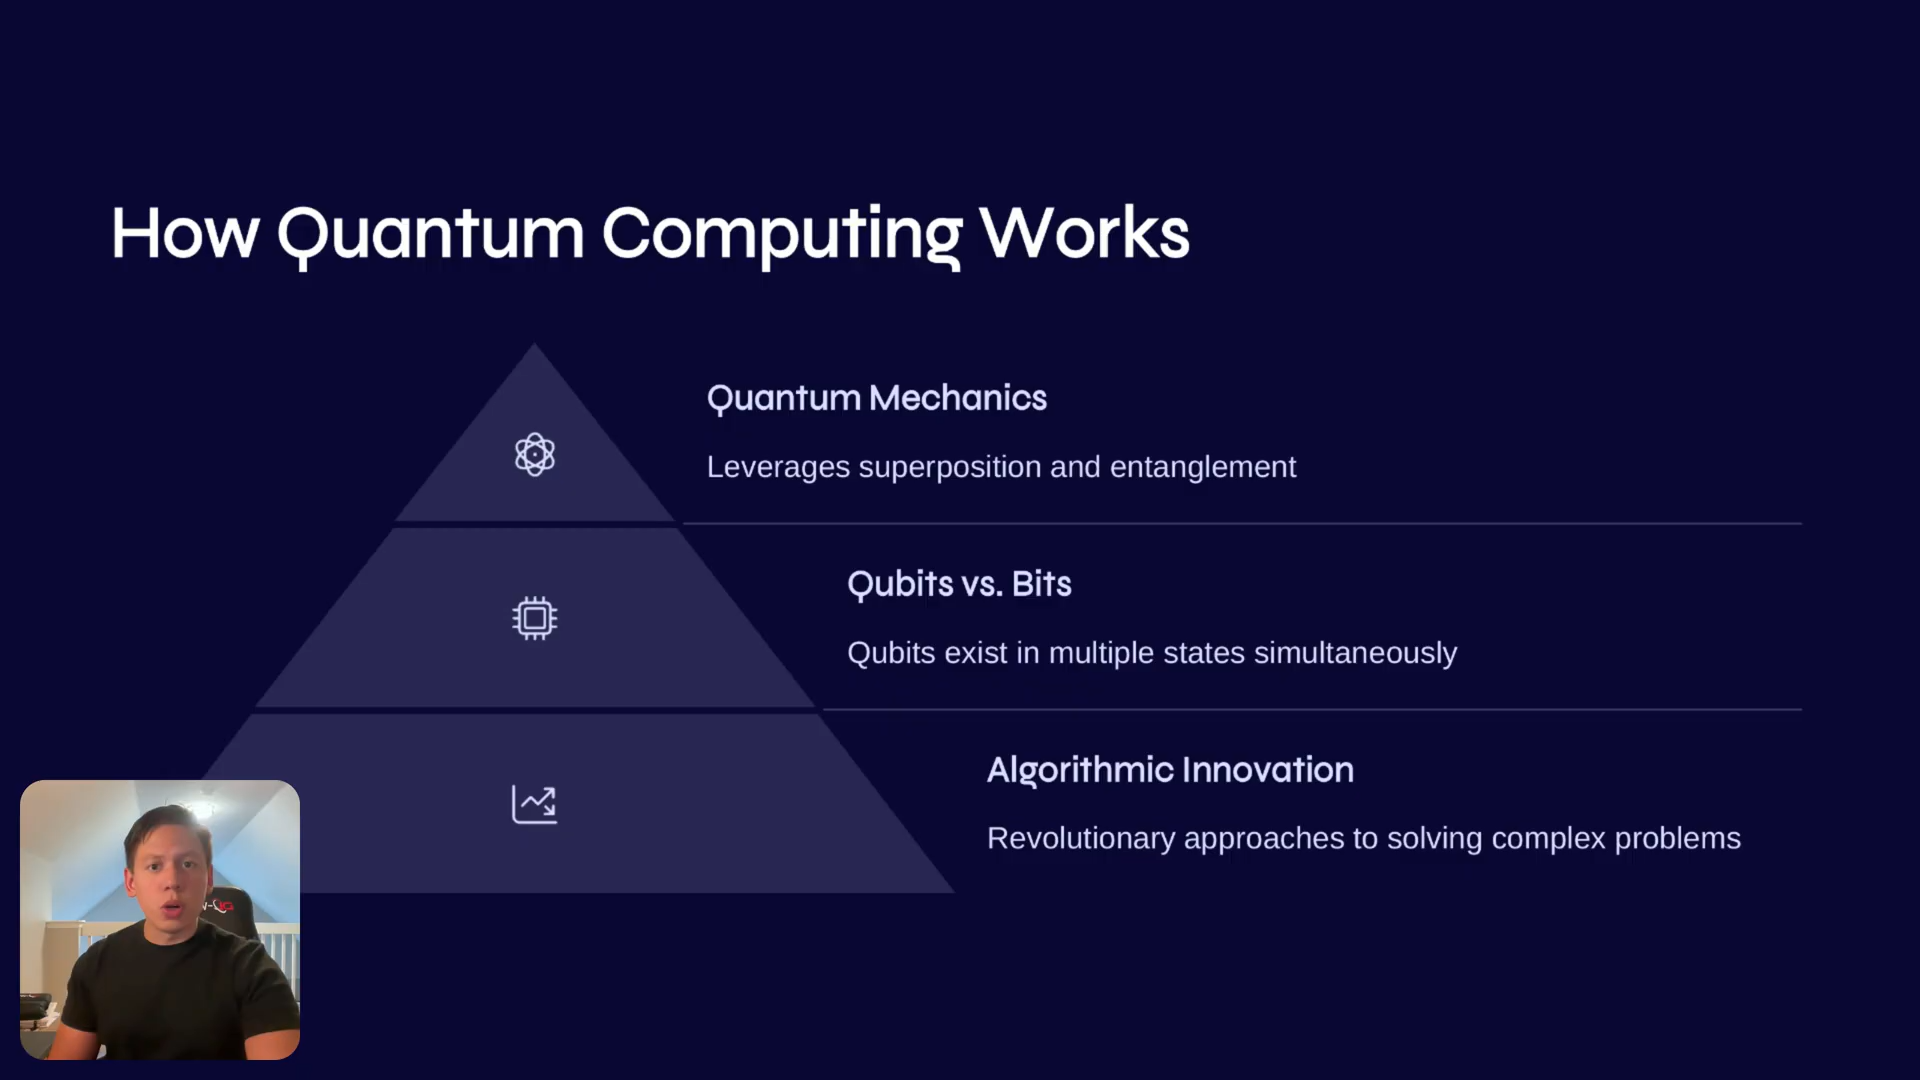 How Quantum Computing Works
Quantum Mechanics
Leverages superposition and entanglement
Qubits vs. Bits
Qubits exist in multiple states simultaneously
Algorithmic Innovation
Revolutionary approaches to solving complex problems